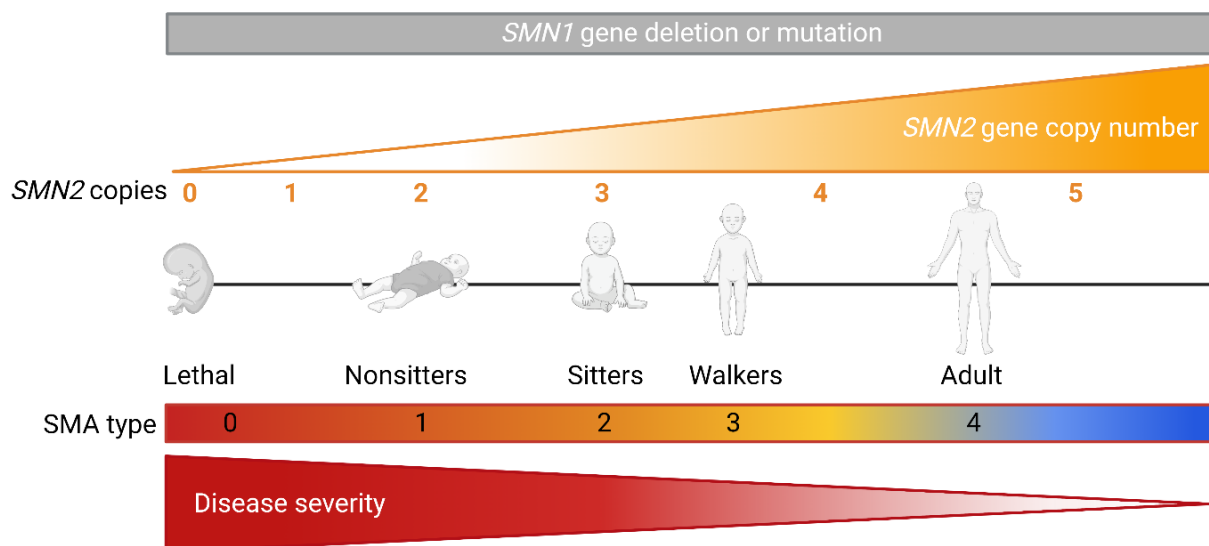 SMN1 gene deletion or mutation
SMN2 gene copy number
SMN2 copies 0 1 2 3 4 5
Lethal Nonsitters Sitters Walkers Adult
SMA type 0 1 2 3 4
Disease severity